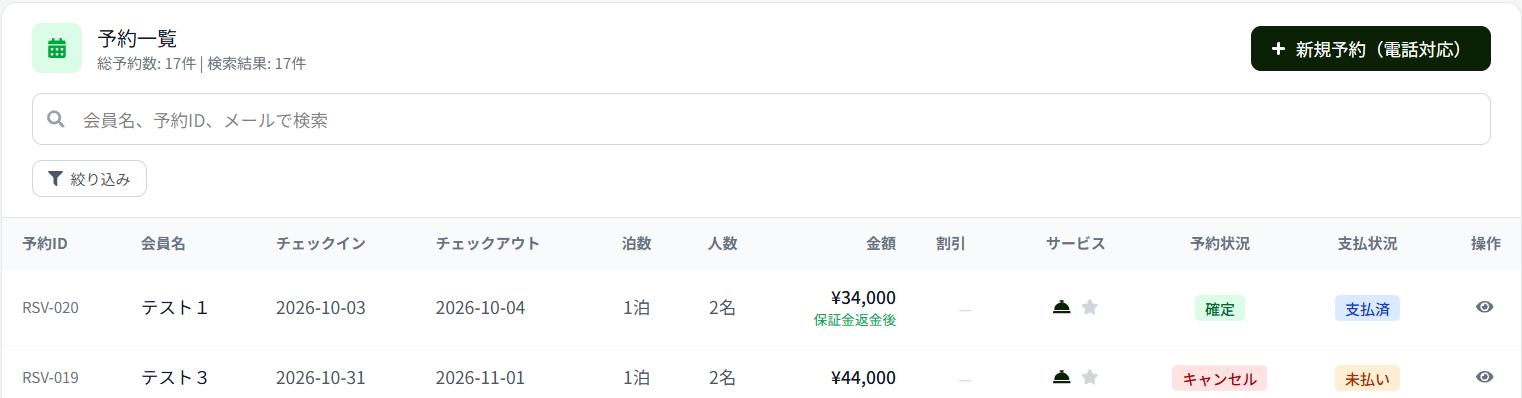 予約一覧
総予約数: 17件 | 検索結果: 17件
新規予約（電話対応）
会員名、予約ID、メールで検索
絞り込み
予約ID 会員名 チェックイン チェックアウト 泊数 人数 金額 割引 サービス 予約状況 支払状況 操作
RSV-020 テスト１ 2026-10-03 2026-10-04 1泊 2名 ¥34,000 — 確定 支払済
保証金返金後
RSV-019 テスト３ 2026-10-31 2026-11-01 1泊 2名 ¥44,000 — キャンセル 未払い